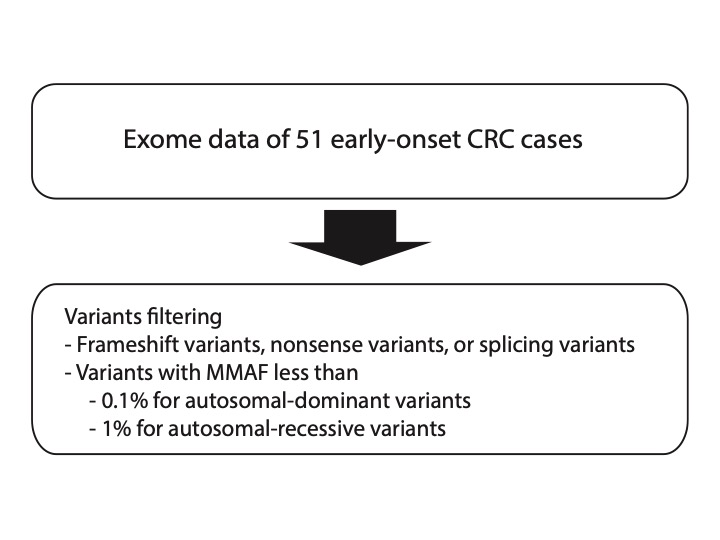 Exome data of 51 early-onset CRC cases
Variants filtering
- Frameshift variants, nonsense variants, or splicing variants
- Variants with MMAF less than
- 0.1% for autosomal-dominant variants
- 1% for autosomal-recessive variants